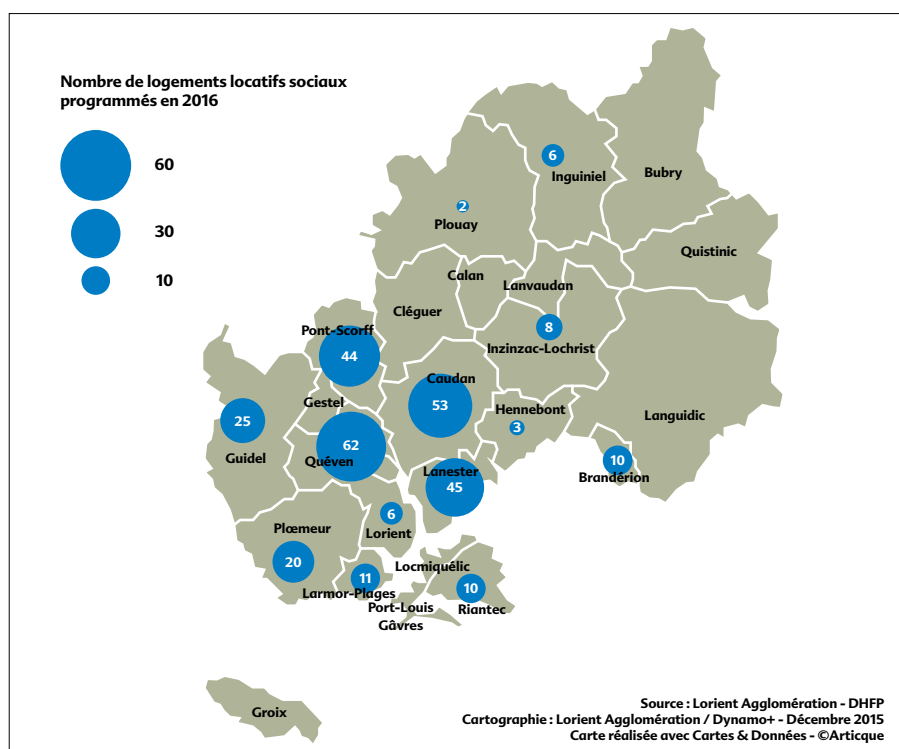 Nombre de logements locatifs sociaux
programmés en 2016
60
30
10
6
Inguiniel
Bubry
2
Plouay
Quistinic
Calan
Lanvaudan
Cléguer
Pont-Scorff
44
8
Inzinzac-Lochrist
Caudan
53
Gestel
Hennebont
3
Languidic
25
Guidel
62
Quéven
Lanester
45
10
Brandérion
6
Lorient
Plœmeur
20
Locmiquélic
11
Larmor-Plages
10
Riantec
Port-Louis
Gâvres
Groix
Source : Lorient Agglomération - DHFP
Cartographie : Lorient Agglomération / Dynamo+ - Décembre 2015
Carte réalisée avec Cartes & Données - ©Articque